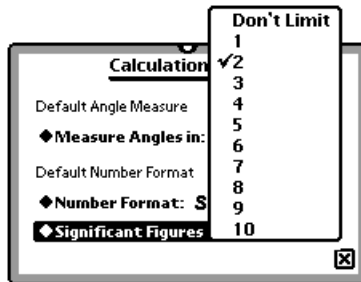 Don't Limit
1
✓2
3
4
5
6
7
8
9
10
Calculation
Default Angle Measure
◆Measure Angles in:
Default Number Format
◆Number Format: S
◆Significant Figures